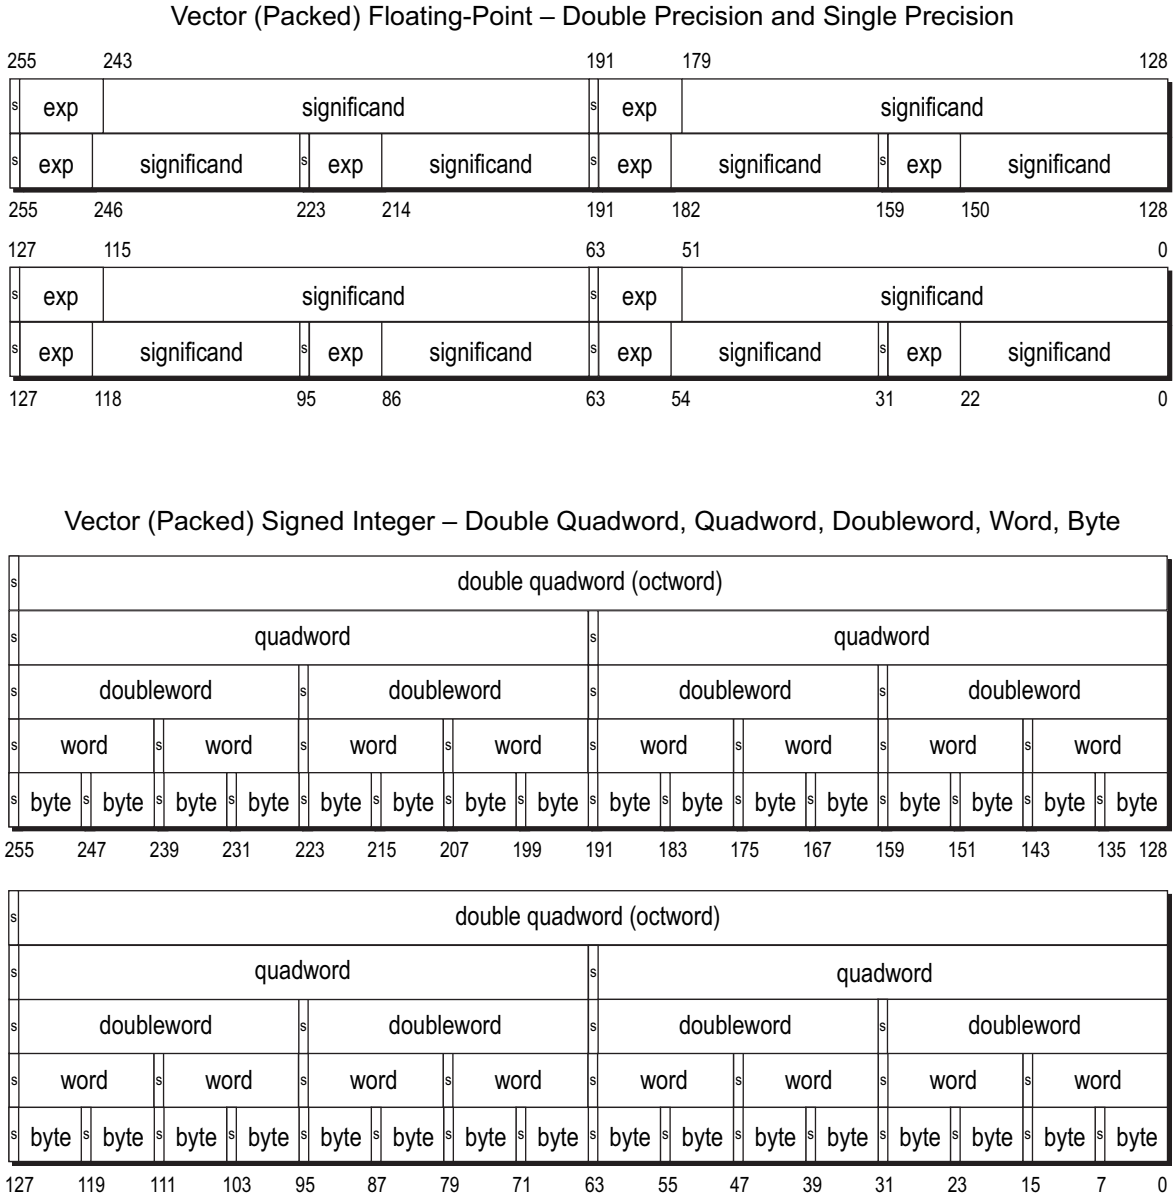 Vector (Packed) Floating-Point – Double Precision and Single Precision
255 243 191 179 128
s exp significand s exp significand
s exp significand s exp significand s exp significand s exp significand
255 246 223 214 191 182 159 150 128
127 115 63 51 0
s exp significand s exp significand
s exp significand s exp significand s exp significand s exp significand
127 118 95 86 63 54 31 22 0
Vector (Packed) Signed Integer – Double Quadword, Quadword, Doubleword, Word, Byte
s double quadword (octword)
s quadword s quadword
s doubleword s doubleword s doubleword s doubleword
s word s word s word s word s word s word s word s word
s byte s byte s byte s byte s byte s byte s byte s byte s byte s byte s byte s byte s byte s byte s byte s byte
255 247 239 231 223 215 207 199 191 183 175 167 159 151 143 135 128
s double quadword (octword)
s quadword s quadword
s doubleword s doubleword s doubleword s doubleword
s word s word s word s word s word s word s word s word
s byte s byte s byte s byte s byte s byte s byte s byte s byte s byte s byte s byte s byte s byte s byte s byte
127 119 111 103 95 87 79 71 63 55 47 39 31 23 15 7 0